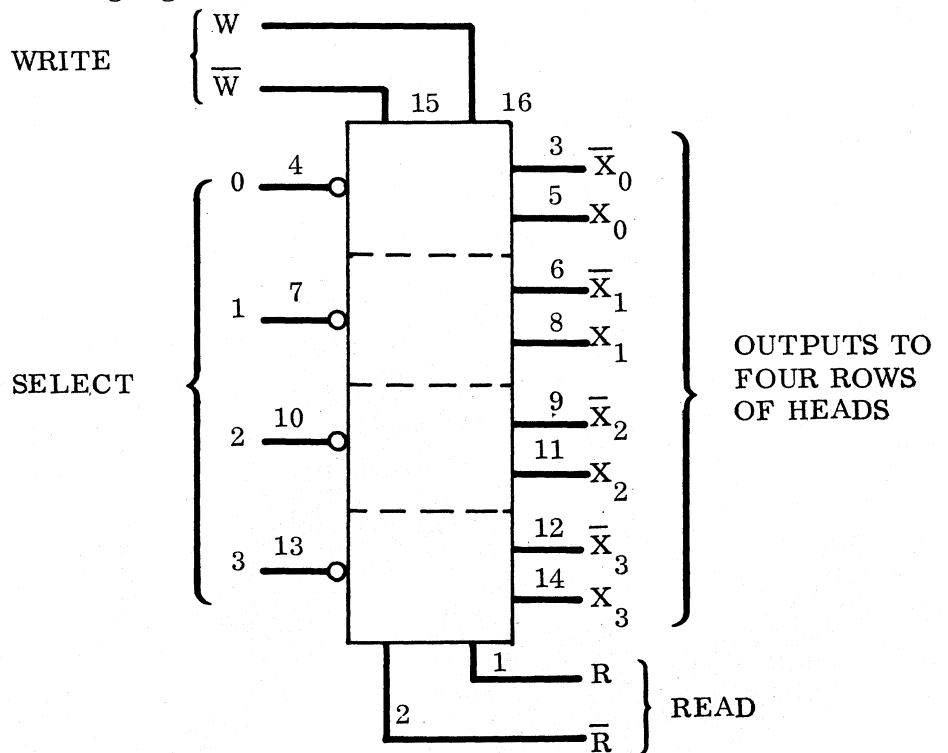 W
WRITE
W̅
15 16
3 X̅0
0 4
5 X0
6 X̅1
1 7
8 X1
OUTPUTS TO
FOUR ROWS
OF HEADS
SELECT
9 X̅2
2 10
11 X2
12 X̅3
3 13
14 X3
1 R
READ
2 R̅